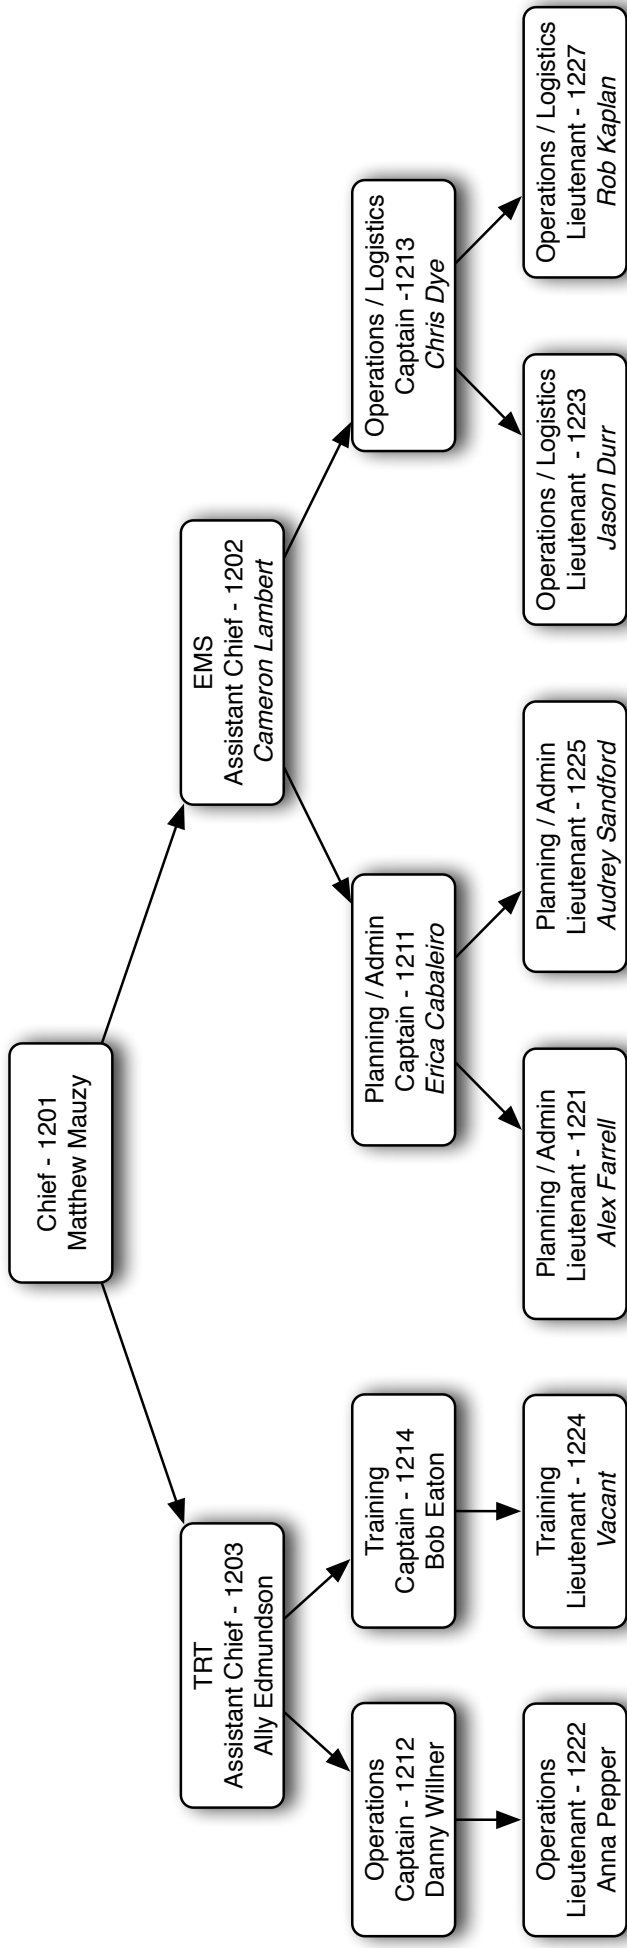 Chief - 1201
Matthew Mauzy
TRT
Assistant Chief - 1203
Ally Edmundson
EMS
Assistant Chief - 1202
Cameron Lambert
Operations
Captain - 1212
Danny Willner
Training
Captain - 1214
Bob Eaton
Planning / Admin
Captain - 1211
Erica Cabaleiro
Operations / Logistics
Captain -1213
Chris Dye
Operations
Lieutenant - 1222
Anna Pepper
Training
Lieutenant - 1224
Vacant
Planning / Admin
Lieutenant - 1221
Alex Farrell
Planning / Admin
Lieutenant - 1225
Audrey Sandford
Operations / Logistics
Lieutenant - 1223
Jason Durr
Operations / Logistics
Lieutenant - 1227
Rob Kaplan